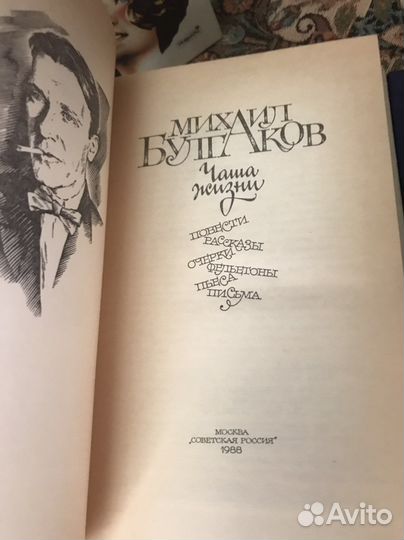 МИХАИЛ
БУЛГАКОВ
Чаша
жизни
ПОВЕСТИ
РАССКАЗЫ
ОЧЕРКИ
ФЕЛЬЕТОНЫ
ПЬЕСА
ПИСЬМА
МОСКВА
„СОВЕТСКАЯ РОССИЯ"
1988
Avito